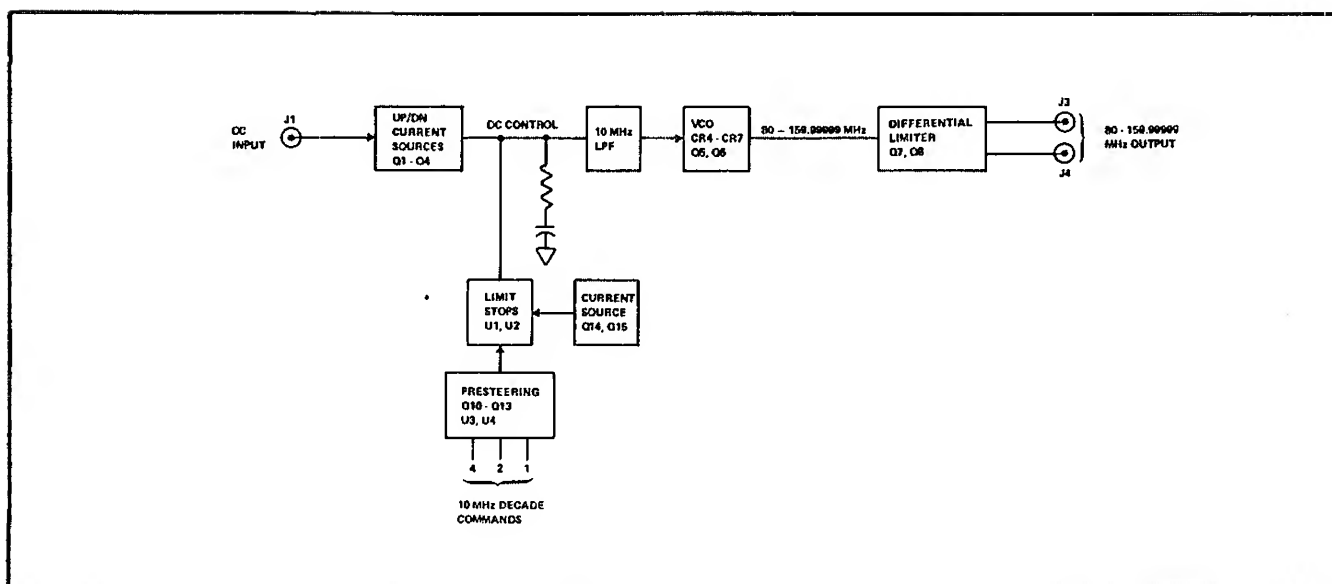 J1
DC
INPUT
UP/DN
CURRENT
SOURCES
Q1 - Q4
DC CONTROL
10 MHz
LPF
VCO
CR4 - CR7
Q5, Q6
80 - 159.99999 MHz
DIFFERENTIAL
LIMITER
Q7, Q8
J3
J4
80 - 159.99999
MHz OUTPUT
LIMIT
STOPS
U1, U2
CURRENT
SOURCE
Q14, Q15
PRESTEERING
Q10 - Q13
U3, U4
4 2 1
10 MHz DECADE
COMMANDS